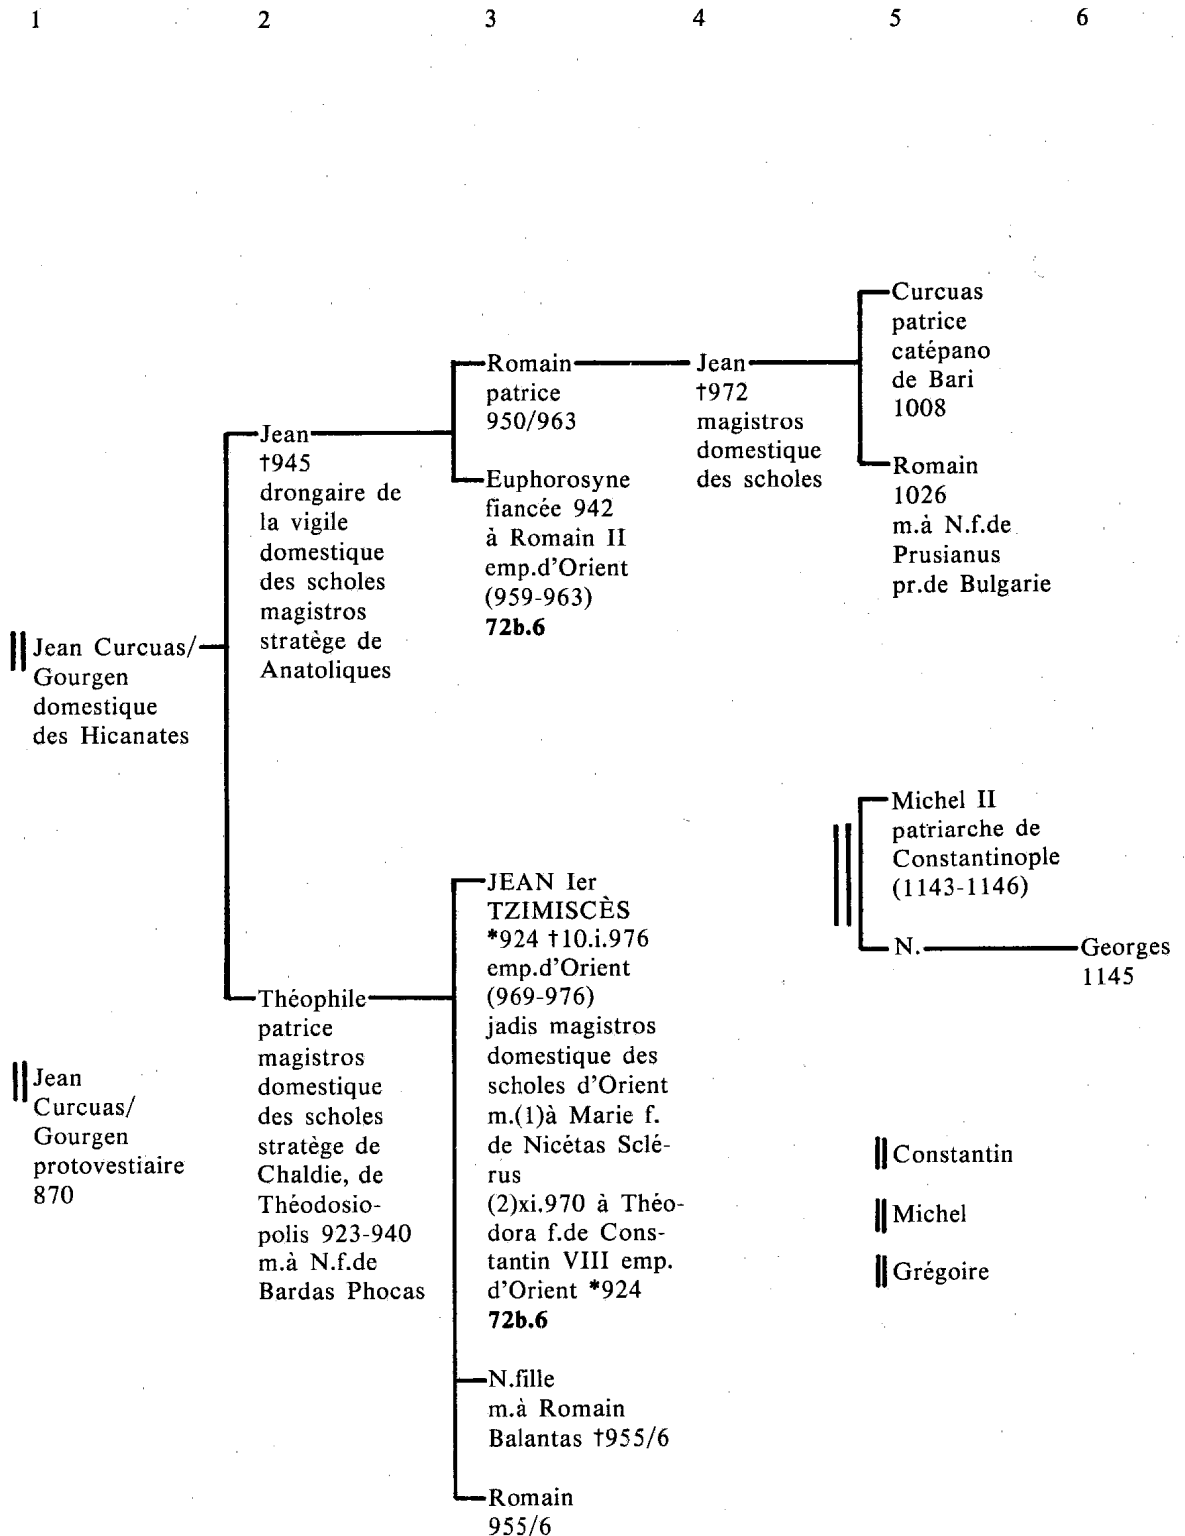 1 2 3 4 5 6
Jean Curcuas/
Gourgen
domestique
des Hicanates
Jean
Curcuas/
Gourgen
protovestiaire
870
Jean
†945
drongaire de
la vigile
domestique
des scholes
magistros
stratège de
Anatoliques
Théophile
patrice
magistros
domestique
des scholes
stratège de
Chaldie, de
Théodosio-
polis 923-940
m.à N.f.de
Bardas Phocas
Romain
patrice
950/963
Euphorosyne
fiancée 942
à Romain II
emp.d'Orient
(959-963)
72b.6
JEAN Ier
TZIMISCÈS
*924 †10.i.976
emp.d'Orient
(969-976)
jadis magistros
domestique des
scholes d'Orient
m.(1)à Marie f.
de Nicétas Sclé-
rus
(2)xi.970 à Théo-
dora f.de Cons-
tantin VIII emp.
d'Orient *924
72b.6
N.fille
m.à Romain
Balantas †955/6
Romain
955/6
Jean
†972
magistros
domestique
des scholes
Curcuas
patrice
catépano
de Bari
1008
Romain
1026
m.à N.f.de
Prusianus
pr.de Bulgarie
Michel II
patriarche de
Constantinople
(1143-1146)
N.
Georges
1145
Constantin
Michel
Grégoire